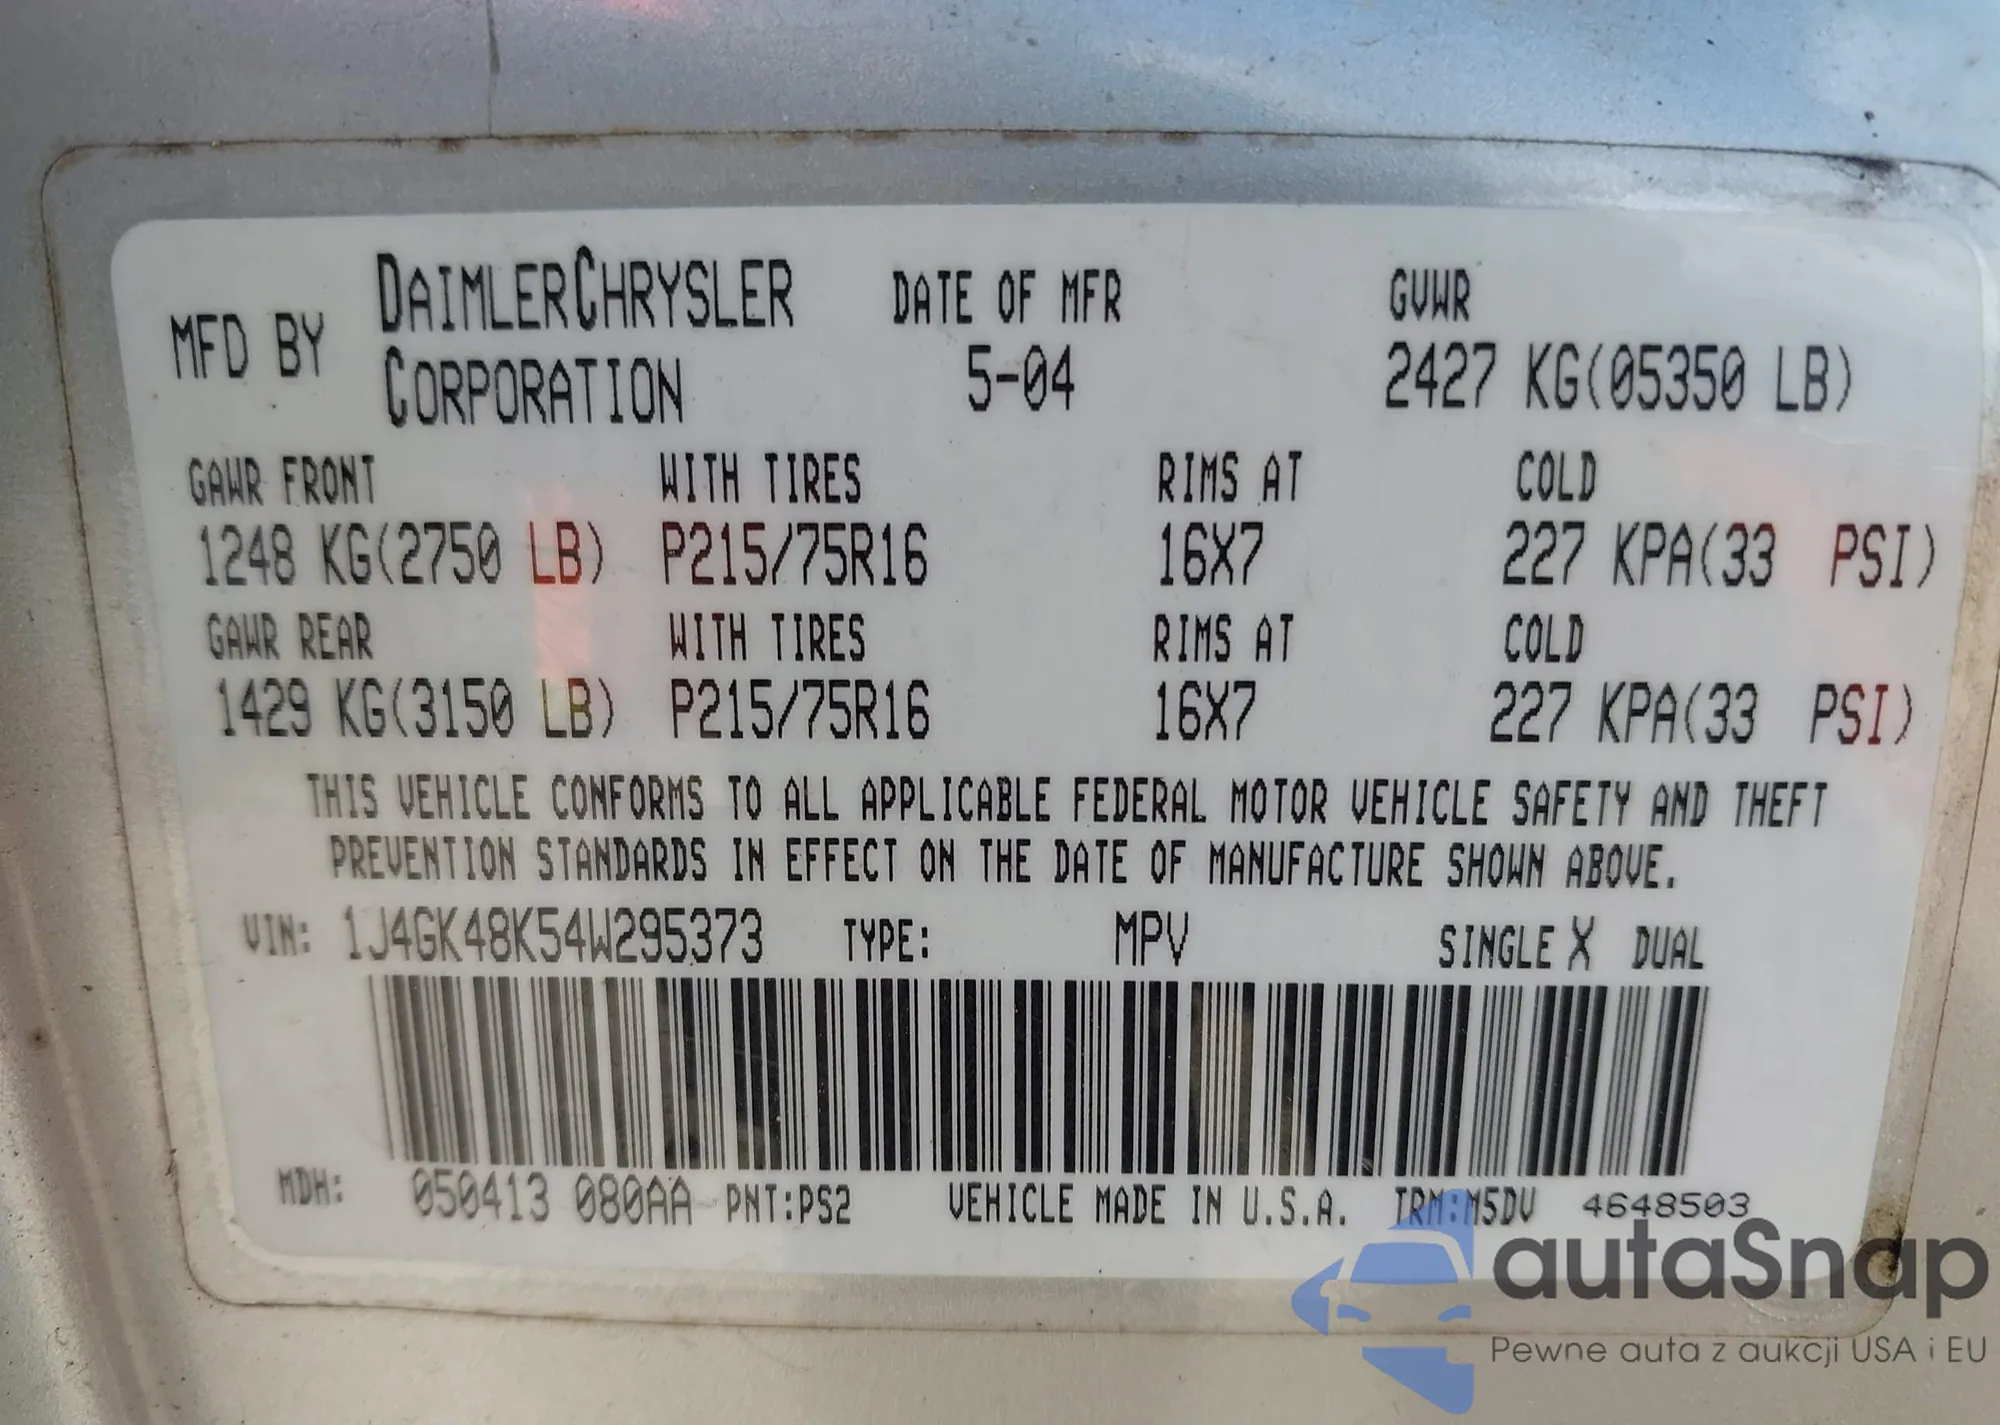 MFD BY DAIMLERCHRYSLER CORPORATION DATE OF MFR 5-04 GVWR 2427 KG(05350 LB)
GAWR FRONT WITH TIRES RIMS AT COLD
1248 KG(2750 LB) P215/75R16 16X7 227 KPA(33 PSI)
GAWR REAR WITH TIRES RIMS AT COLD
1429 KG(3150 LB) P215/75R16 16X7 227 KPA(33 PSI)
THIS VEHICLE CONFORMS TO ALL APPLICABLE FEDERAL MOTOR VEHICLE SAFETY AND THEFT
PREVENTION STANDARDS IN EFFECT ON THE DATE OF MANUFACTURE SHOWN ABOVE.
VIN: 1J4GK48K54W295373 TYPE: MPV SINGLE X DUAL
MDH: 050413 080AA PNT:PS2 VEHICLE MADE IN U.S.A. TRM:M5DV 4648503
autaSnap
Pewne auta z aukcji USA i EU